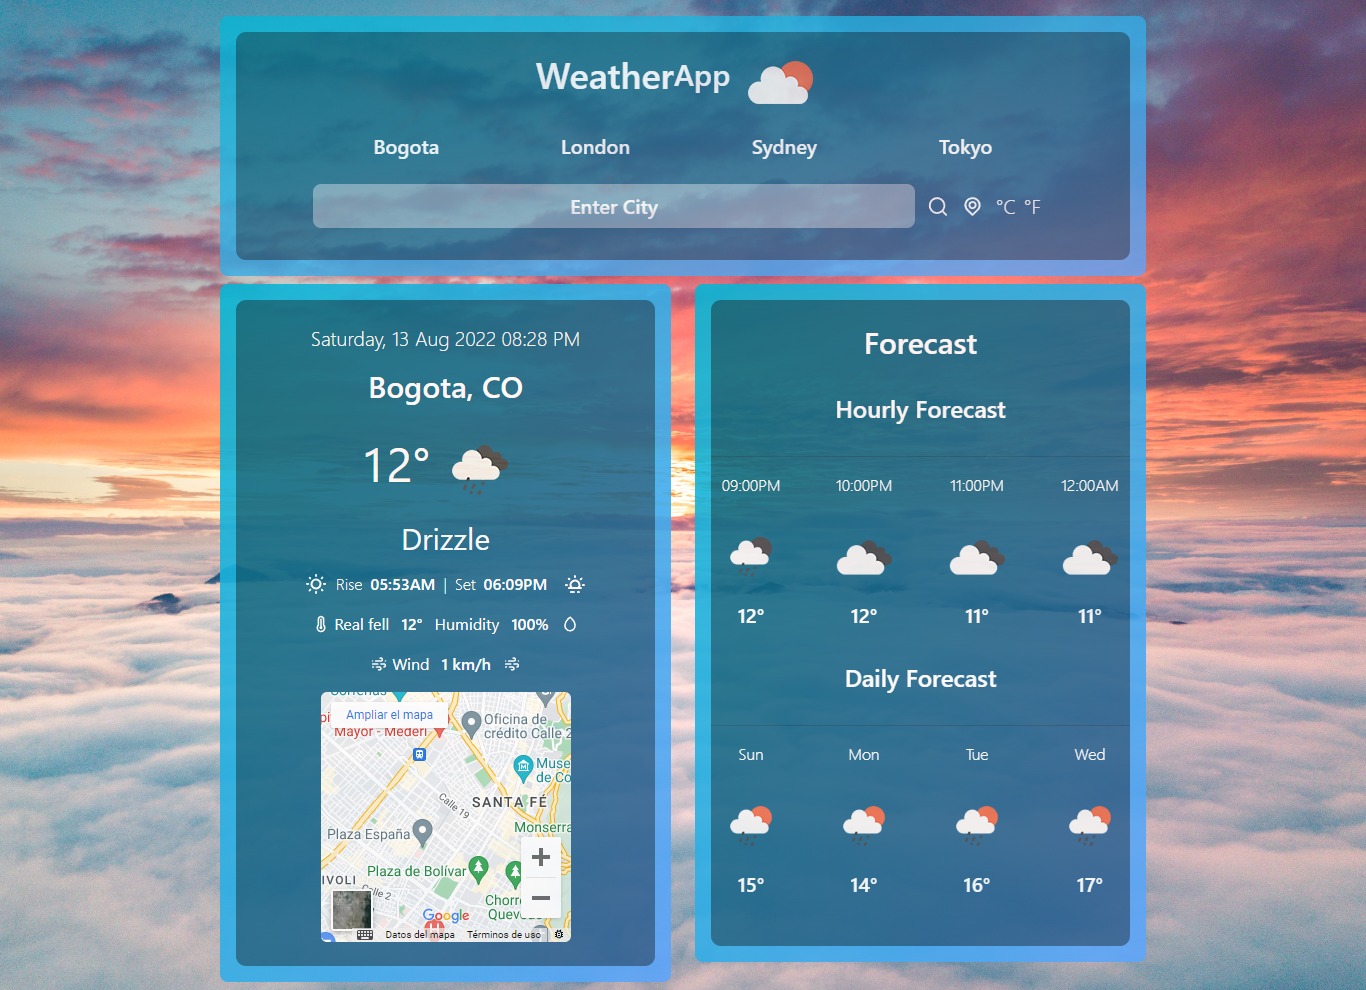 WeatherApp
Bogota London Sydney Tokyo
Enter City °C °F
Saturday, 13 Aug 2022 08:28 PM
Bogota, CO
12°
Drizzle
Rise 05:53AM | Set 06:09PM
Real fell 12° Humidity 100%
Wind 1 km/h
Ampliar el mapa
Mayor - Mederi
Oficina de
crédito Calle 2
Muse
de Co
SANTA FÉ
Calle 19
Monserra
Plaza España
Plaza de Bolívar
IVOLI
Calle 2
Chorro
Quevedo
Google
Datos del mapa Términos de uso
Forecast
Hourly Forecast
09:00PM 10:00PM 11:00PM 12:00AM
12° 12° 11° 11°
Daily Forecast
Sun Mon Tue Wed
15° 14° 16° 17°